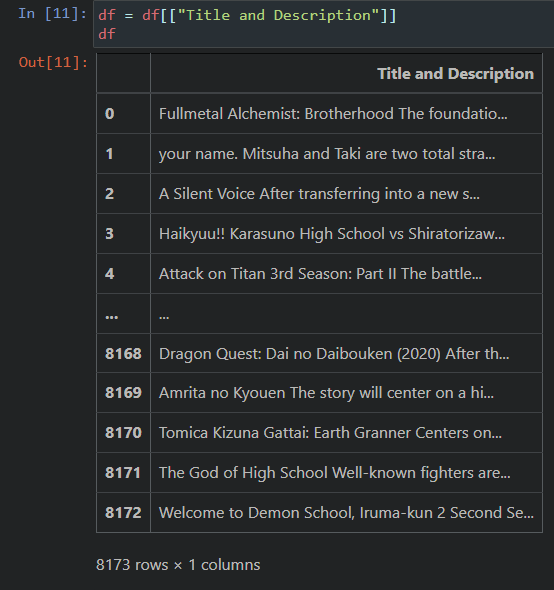 In [11]: df = df[["Title and Description"]]
df
Out[11]:
Title and Description
0 Fullmetal Alchemist: Brotherhood The foundatio...
1 your name. Mitsuha and Taki are two total stra...
2 A Silent Voice After transferring into a new s...
3 Haikyuu!! Karasuno High School vs Shiratorizaw...
4 Attack on Titan 3rd Season: Part II The battle...
... ...
8168 Dragon Quest: Dai no Daibouken (2020) After th...
8169 Amrita no Kyouen The story will center on a hi...
8170 Tomica Kizuna Gattai: Earth Granner Centers on...
8171 The God of High School Well-known fighters are...
8172 Welcome to Demon School, Iruma-kun 2 Second Se...
8173 rows × 1 columns